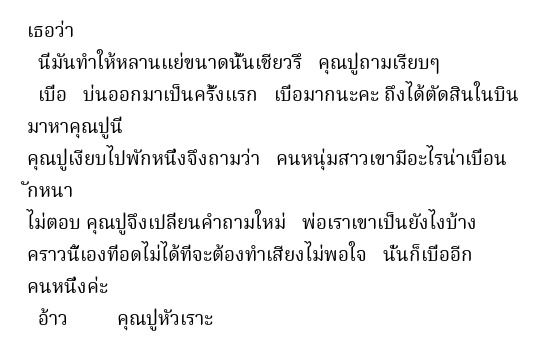 เธอว่า
นี่มันทำให้หลานแย่ขนาดนั้นเชียวรึ คุณปู่ถามเรียบๆ
เบื่อ บ่นออกมาเป็นครั้งแรก เบื่อมากนะคะ ถึงได้ตัดสินใบนิน
มาหาคุณปู่นี่
คุณปู่เงียบไปพักหนึ่งจึงถามว่า คนหนุ่มสาวเขามีอะไรน่าเบื่อน
ักหนา
ไม่ตอบ คุณปู่จึงเปลี่ยนคำถามใหม่ พ่อเราเขาเป็นยังไงบ้าง
คราวนี้เองที่อดไม่ได้ที่จะต้องทำเสียงไม่พอใจ นั่นก็เบื่ออีก
คนหนึ่งค่ะ
อ้าว คุณปู่หัวเราะ